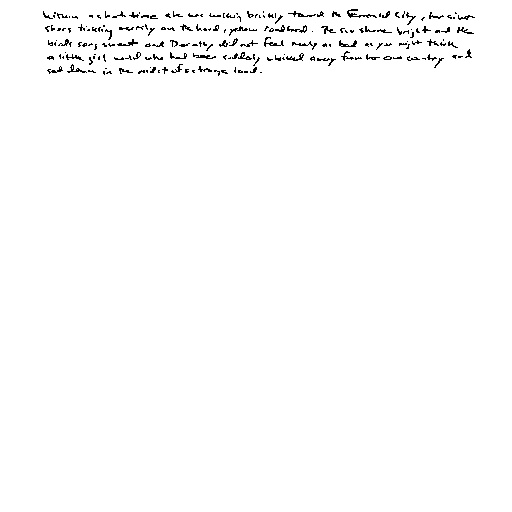 Within a short time she was walking briskly toward the Emerald City, her silver
shoes tinkling merrily on the hard, yellow roadbed. The sun shone bright and the
birds sang sweet and Dorothy did not feel nearly as bad as you might think
a little girl would who had been suddenly whisked away from her own country and
set down in the midst of a strange land.